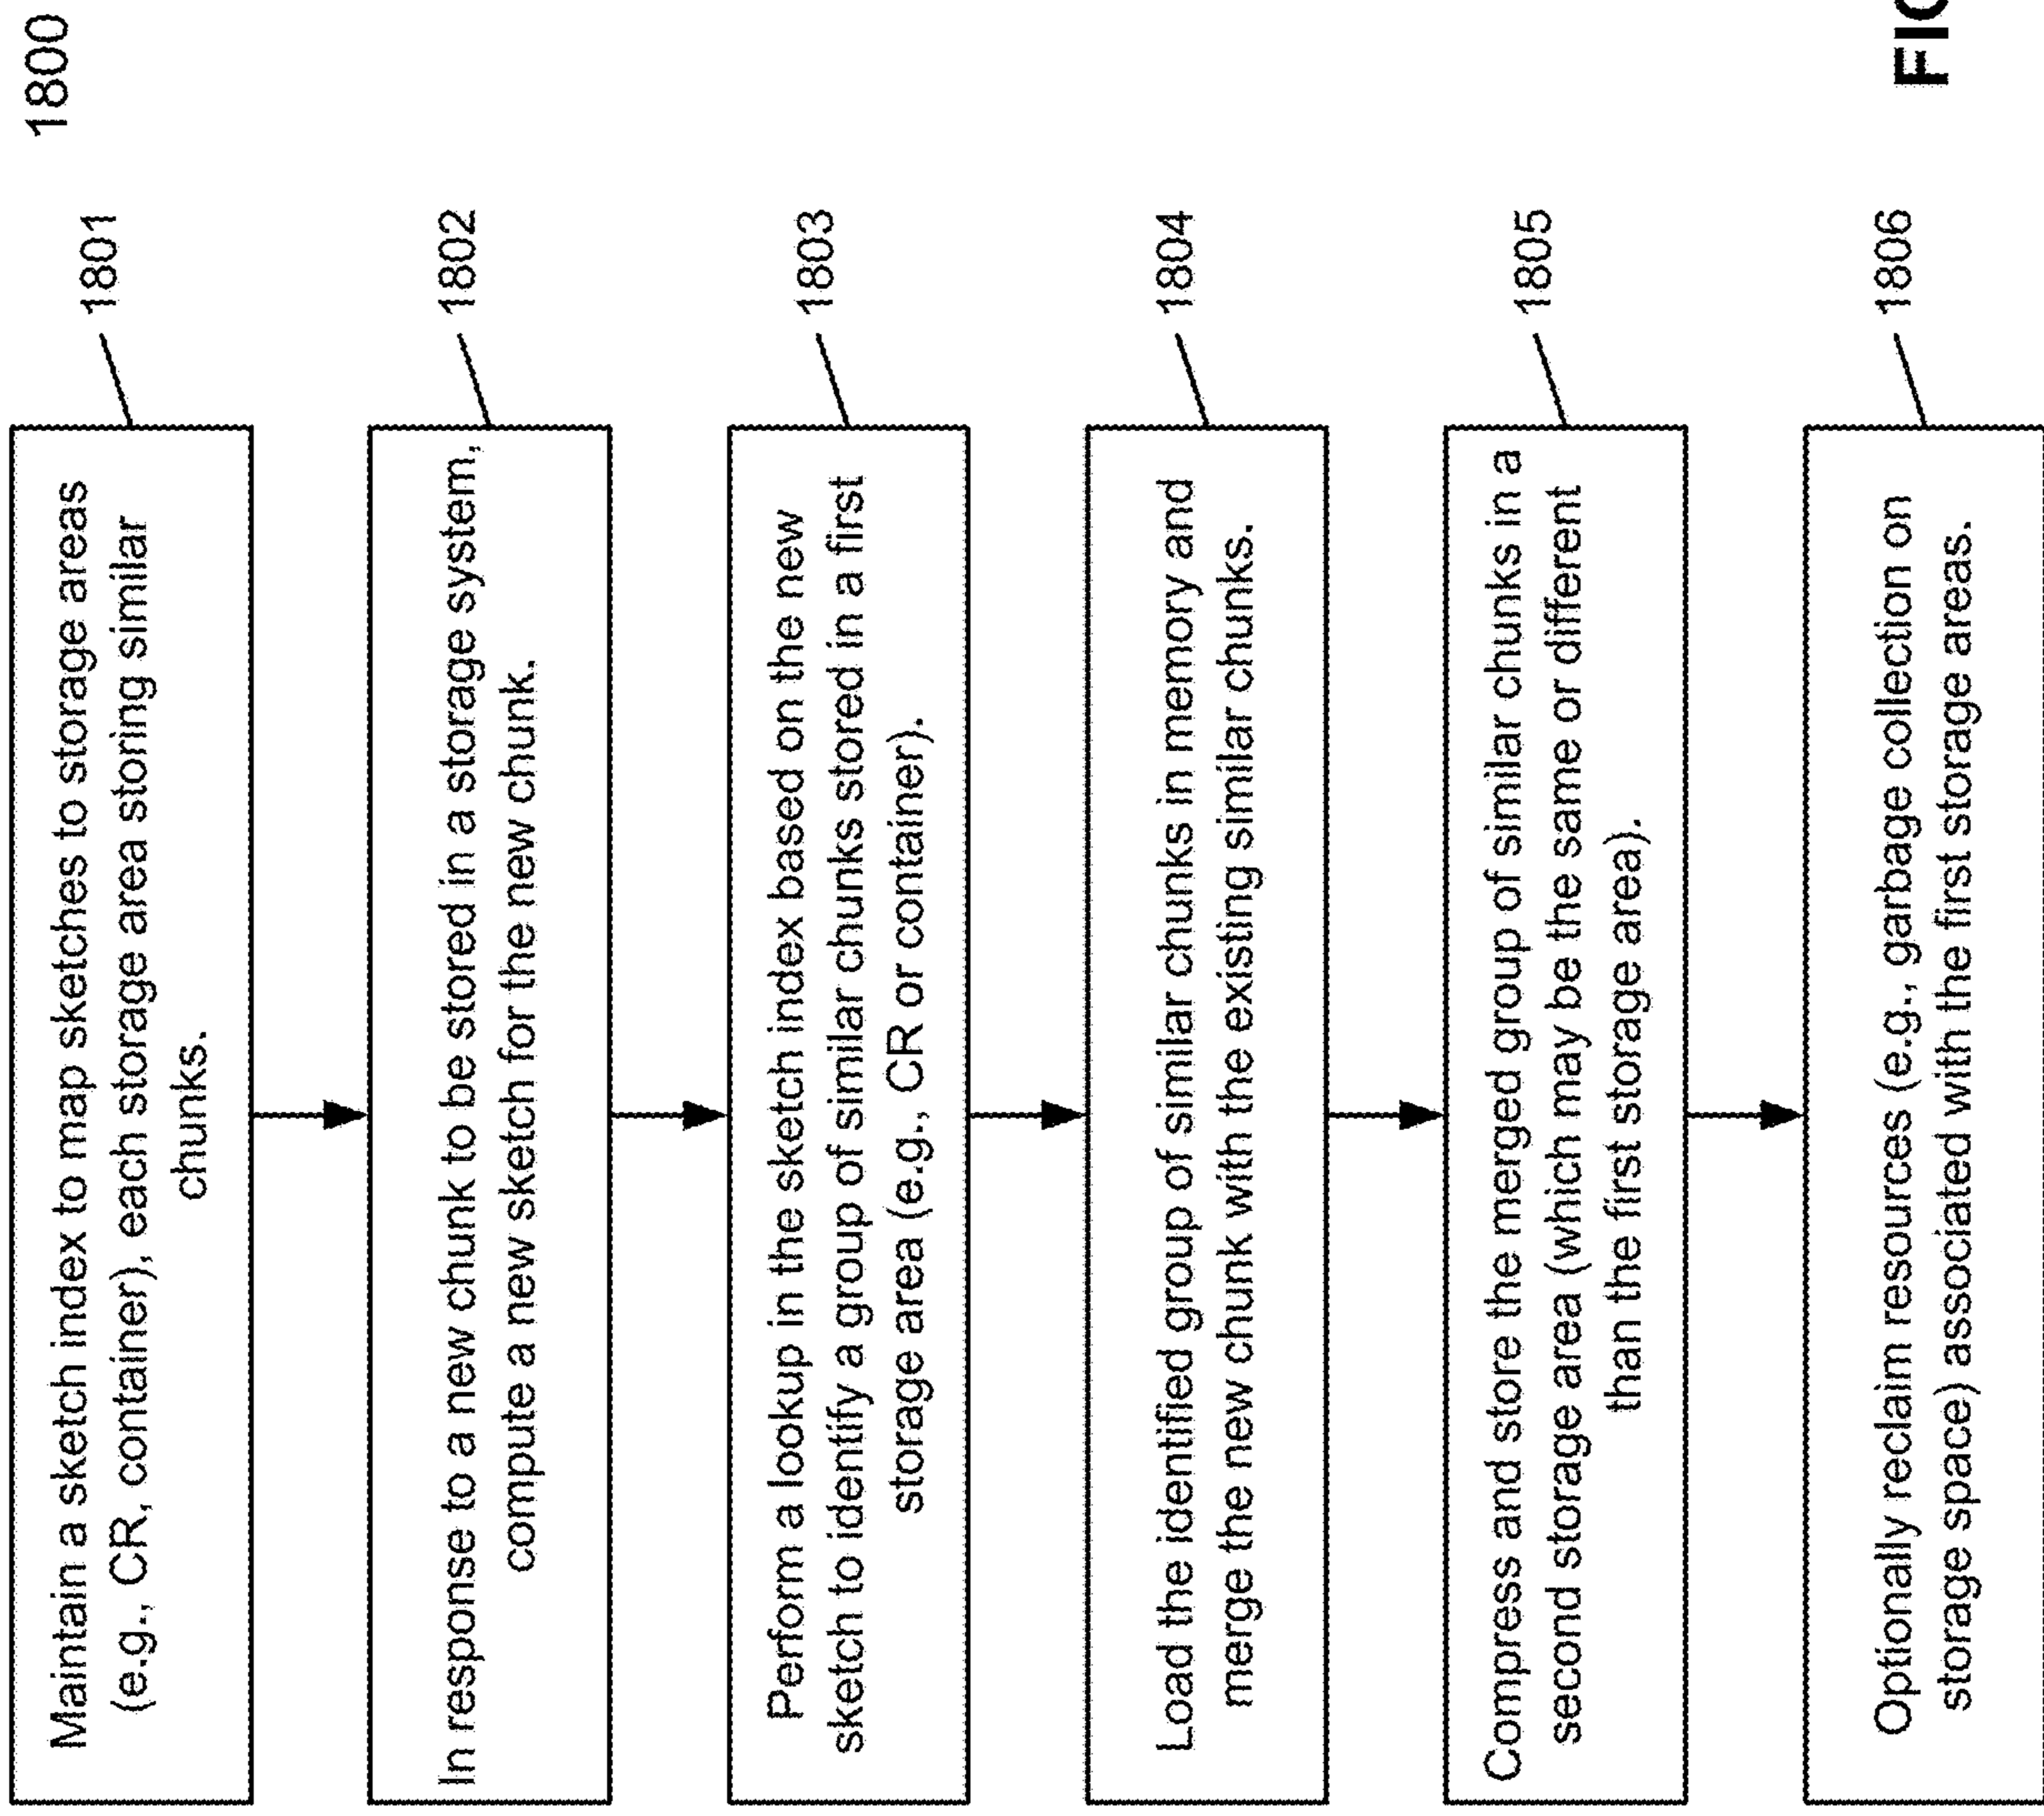 1800
Maintain a sketch index to map sketches to storage areas
(e.g., CR, container), each storage area storing similar
chunks.
1801
In response to a new chunk to be stored in a storage system,
compute a new sketch for the new chunk.
1802
Perform a lookup in the sketch index based on the new
sketch to identify a group of similar chunks stored in a first
storage area (e.g., CR or container).
1803
Load the identified group of similar chunks in memory and
merge the new chunk with the existing similar chunks.
1804
Compress and store the merged group of similar chunks in a
second storage area (which may be the same or different
than the first storage area).
1805
Optionally reclaim resources (e.g., garbage collection on
storage space) associated with the first storage areas.
1806